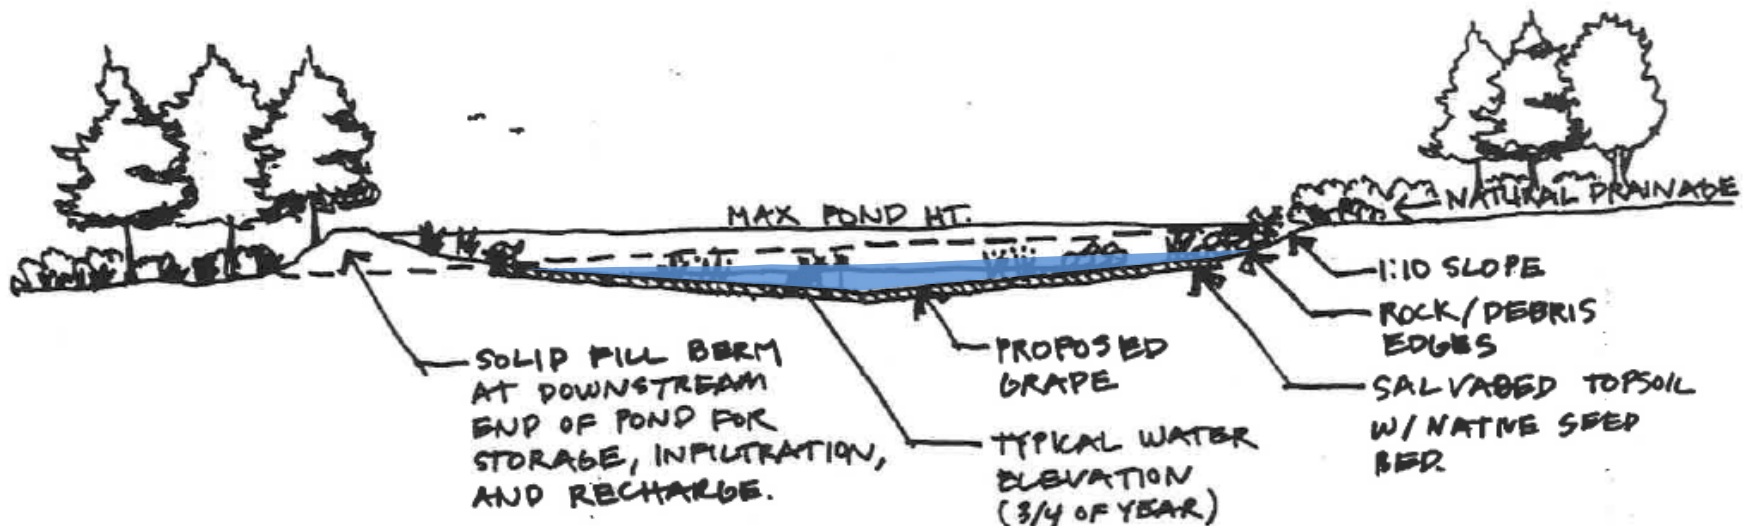 MAX POND HT.
NATURAL DRAINAGE
1:10 SLOPE
ROCK/DEBRIS
EDGES
SOLID FILL BERM
AT DOWNSTREAM
END OF POND FOR
STORAGE, INFILTRATION,
AND RECHARGE.
PROPOSED
GRAPE
SALVAGED TOPSOIL
W/ NATIVE SEED
BED.
TYPICAL WATER
ELEVATION
(3/4 OF YEAR)